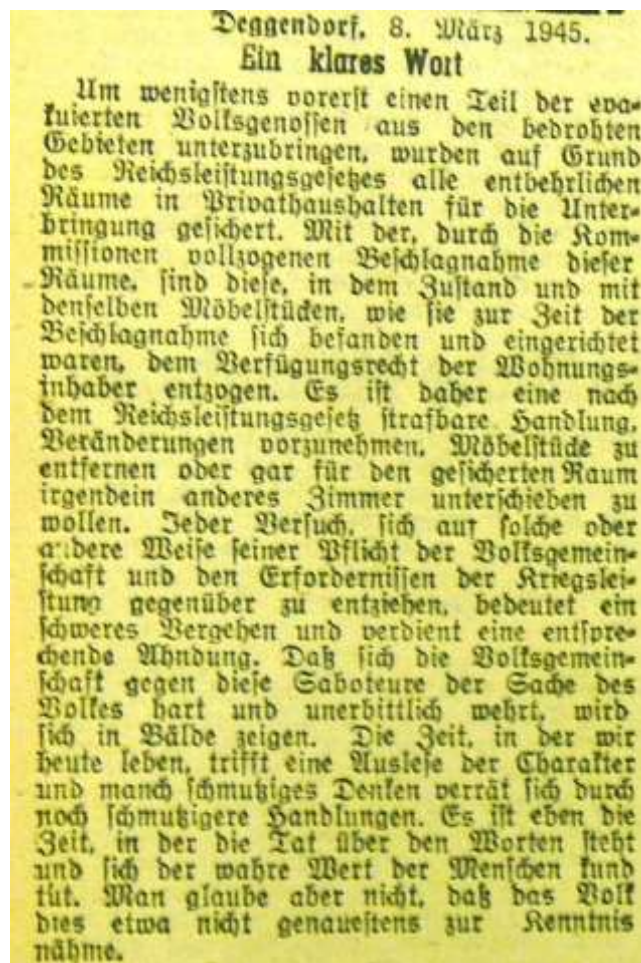 Deggendorf, 8. März 1945.
Ein klares Wort
Um wenigstens vorerst einen Teil der eva-
kuierten Volksgenossen aus den bedrohten
Gebieten unterzubringen, wurden auf Grund
des Reichsleistungsgesetzes alle entbehrlichen
Räume in Privathaushalten für die Unter-
bringung gesichert. Mit der, durch die Kom-
missionen vollzogenen Beschlagnahme dieser
Räume, sind diese, in dem Zustand und mit
denselben Möbelstücken, wie sie zur Zeit der
Beschlagnahme sich befanden und eingerichtet
waren, dem Verfügungsrecht der Wohnungs-
inhaber entzogen. Es ist daher eine nach
dem Reichsleistungsgesetz strafbare Handlung,
Veränderungen vorzunehmen, Möbelstücke zu
entfernen oder gar für den gesicherten Raum
irgendein anderes Zimmer unterschieben zu
wollen. Jeder Versuch, sich auf solche oder
andere Weise seiner Pflicht der Volksgemein-
schaft und den Erfordernissen der Kriegslei-
stung gegenüber zu entziehen, bedeutet ein
schweres Vergehen und verdient eine entspre-
chende Ahndung. Daß sich die Volksgemein-
schaft gegen diese Saboteure der Sache des
Volkes hart und unerbittlich wehrt, wird
sich in Bälde zeigen. Die Zeit, in der wir
heute leben, trifft eine Auslese der Charakter
und manch schmutziges Denken verrät sich durch
noch schmutzigere Handlungen. Es ist eben die
Zeit, in der die Tat über den Worten steht
und sich der wahre Wert der Menschen kund
tut. Man glaube aber nicht, daß das Volk
dies etwa nicht genauestens zur Kenntnis
nähme.